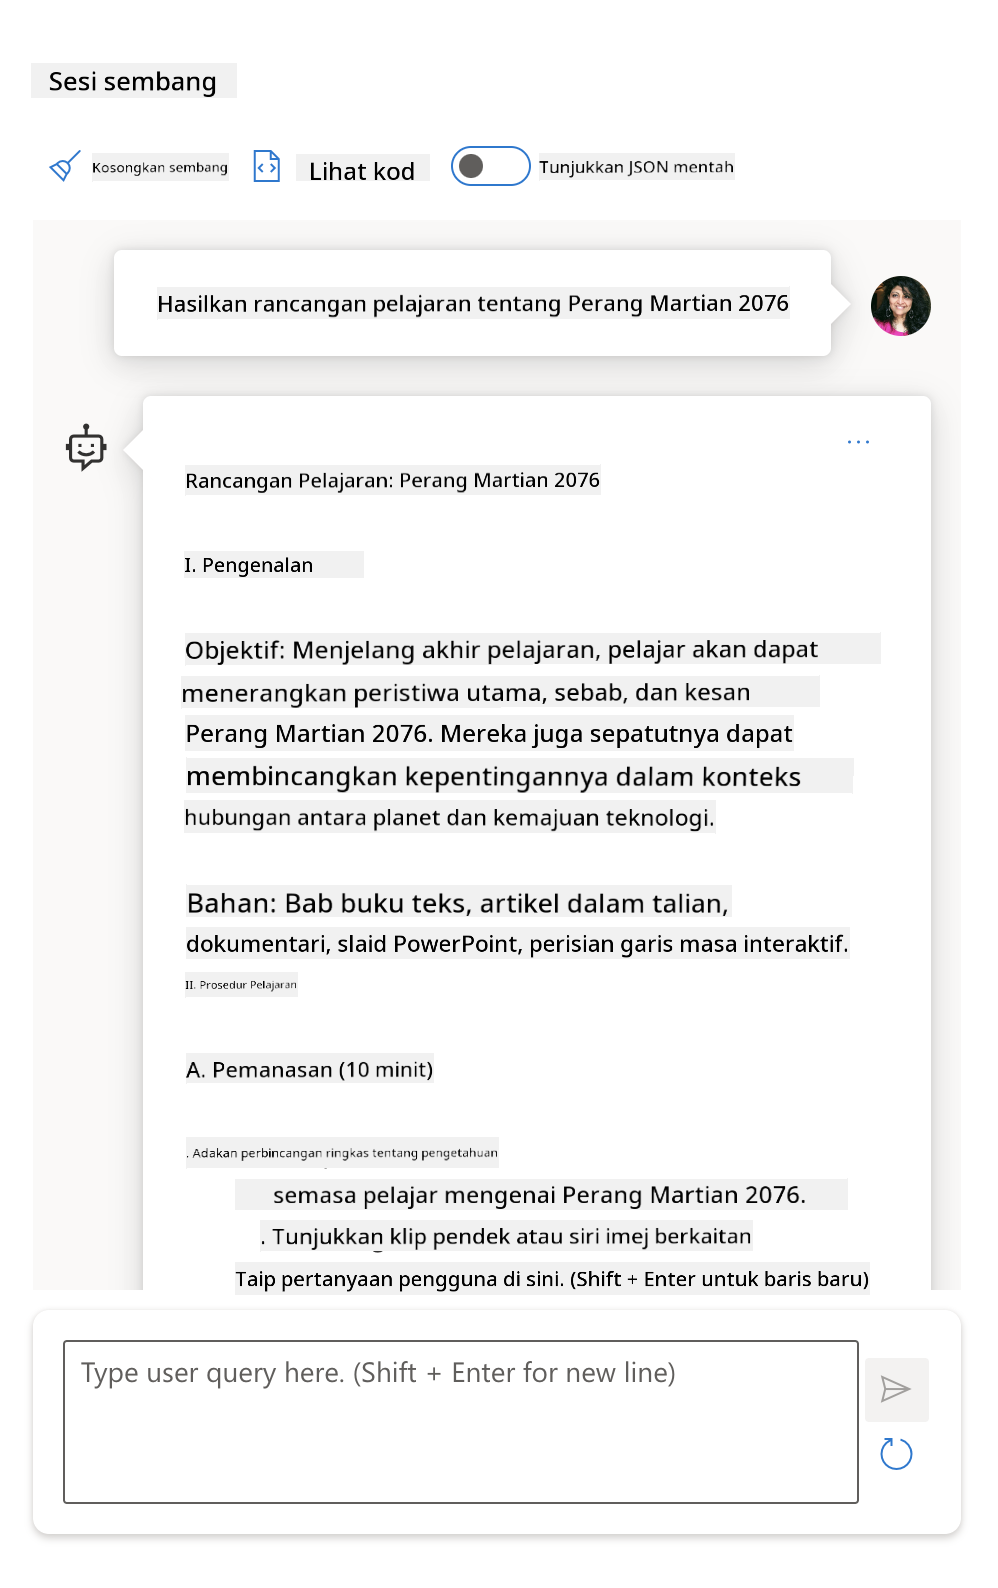 Sesi sembang
Kosongkan sembang
Lihat kod
Tunjukkan JSON mentah
Hasilkan rancangan pelajaran tentang Perang Martian 2076
Rancangan Pelajaran: Perang Martian 2076
I. Pengenalan
Objektif: Menjelang akhir pelajaran, pelajar akan dapat
menerangkan peristiwa utama, sebab, dan kesan
Perang Martian 2076. Mereka juga sepatutnya dapat
membincangkan kepentingannya dalam konteks
hubungan antara planet dan kemajuan teknologi.
Bahan: Bab buku teks, artikel dalam talian,
dokumentari, slaid PowerPoint, perisian garis masa interaktif.
II. Prosedur Pelajaran
A. Pemanasan (10 minit)
. Adakan perbincangan ringkas tentang pengetahuan
semasa pelajar mengenai Perang Martian 2076.
. Tunjukkan klip pendek atau siri imej berkaitan
Taip pertanyaan pengguna di sini. (Shift + Enter untuk baris baru)
Type user query here. (Shift + Enter for new line)